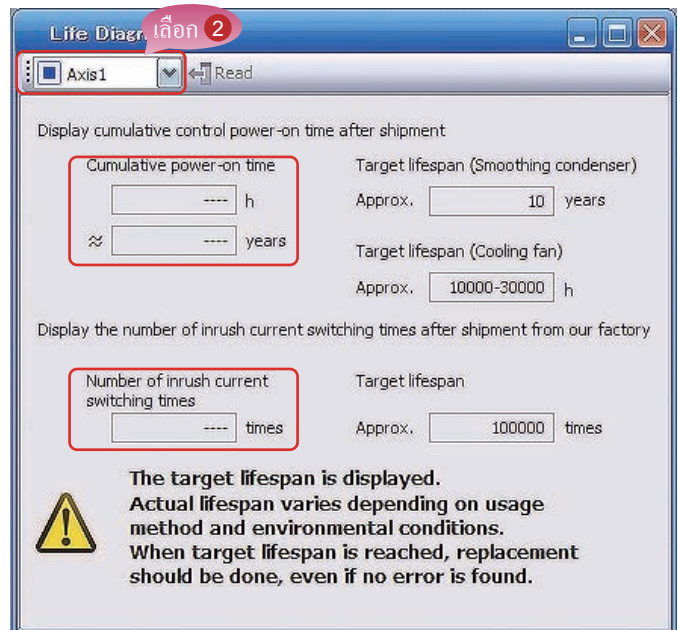 Life Diagn
เลือก 2
Axis1
Read
Display cumulative control power-on time after shipment
Cumulative power-on time
Target lifespan (Smoothing condenser)
---- h
Approx. 10 years
≈ ---- years
Target lifespan (Cooling fan)
Approx. 10000-30000 h
Display the number of inrush current switching times after shipment from our factory
Number of inrush current
switching times
Target lifespan
---- times
Approx. 100000 times
The target lifespan is displayed.
Actual lifespan varies depending on usage
method and environmental conditions.
When target lifespan is reached, replacement
should be done, even if no error is found.